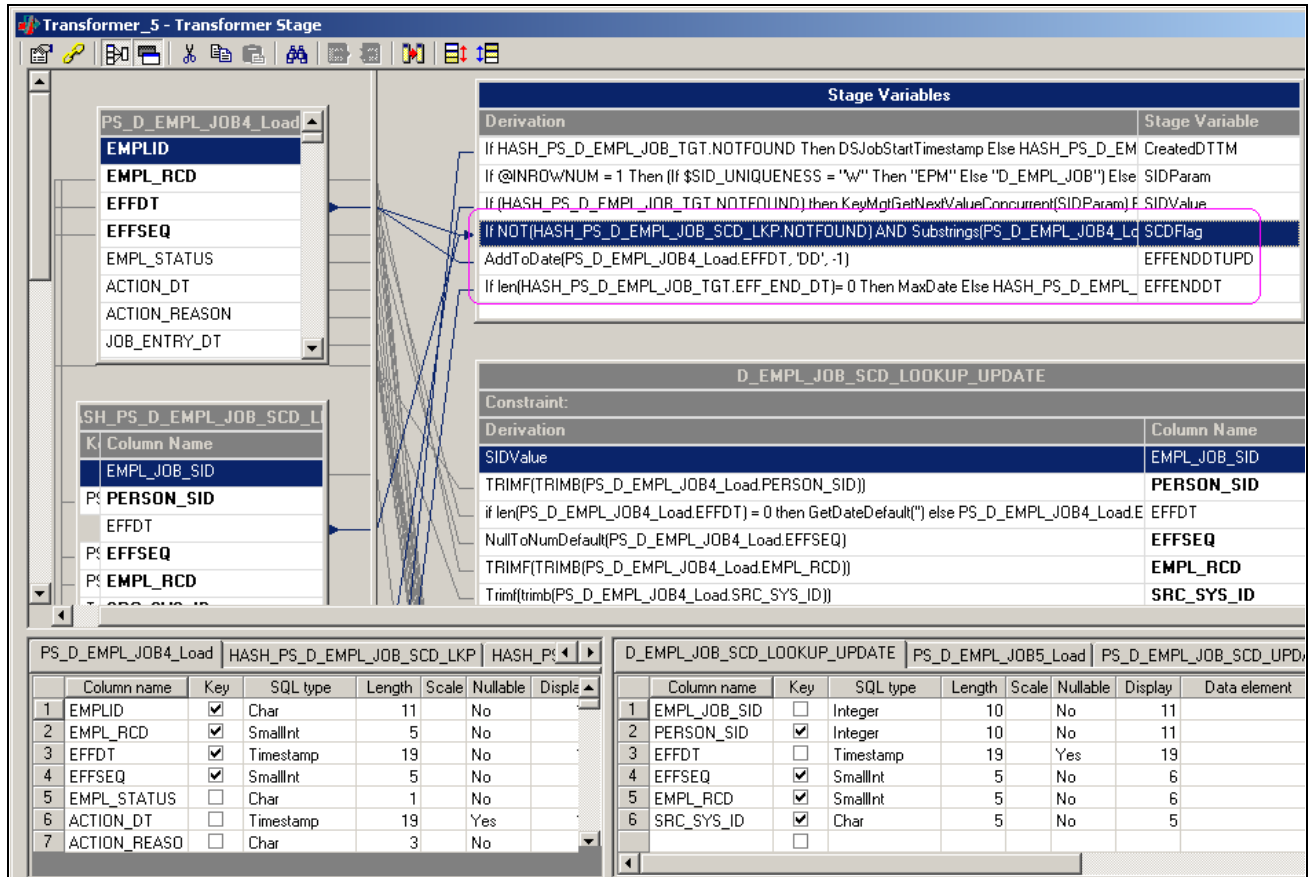 Transformer_5 - Transformer Stage
PS_D_EMPL_JOB4_Load
EMPLID
EMPL_RCD
EFFDT
EFFSEQ
EMPL_STATUS
ACTION_DT
ACTION_REASON
JOB_ENTRY_DT
Stage Variables
Derivation Stage Variable
If HASH_PS_D_EMPL_JOB_TGT.NOTFOUND Then DSJobStartTimestamp Else HASH_PS_D_EM CreatedDTTM
If @INROWNUM = 1 Then (If $SID_UNIQUENESS = "W" Then "EPM" Else "D_EMPL_JOB") Else SIDParam
If (HASH_PS_D_EMPL_JOB_TGT.NOTFOUND) then KeyMgtGetNextValueConcurrent(SIDParam) E SIDValue
If NOT(HASH_PS_D_EMPL_JOB_SCD_LKP.NOTFOUND) AND Substrings(PS_D_EMPL_JOB4_Lo SCDFlag
AddToDate(PS_D_EMPL_JOB4_Load.EFFDT, 'DD', -1) EFFENDDTUPD
If len(HASH_PS_D_EMPL_JOB_TGT.EFF_END_DT)= 0 Then MaxDate Else HASH_PS_D_EMPL_ EFFENDDT
HASH_PS_D_EMPL_JOB_SCD_LI
Ke Column Name
EMPL_JOB_SID
PS PERSON_SID
EFFDT
PS EFFSEQ
PS EMPL_RCD
D_EMPL_JOB_SCD_LOOKUP_UPDATE
Constraint:
Derivation Column Name
SIDValue EMPL_JOB_SID
TRIMF(TRIMB(PS_D_EMPL_JOB4_Load.PERSON_SID)) PERSON_SID
if len(PS_D_EMPL_JOB4_Load.EFFDT) = 0 then GetDateDefault('') else PS_D_EMPL_JOB4_Load.E EFFDT
NullToNumDefault(PS_D_EMPL_JOB4_Load.EFFSEQ) EFFSEQ
TRIMF(TRIMB(PS_D_EMPL_JOB4_Load.EMPL_RCD)) EMPL_RCD
Trimf(trimb(PS_D_EMPL_JOB4_Load.SRC_SYS_ID)) SRC_SYS_ID
PS_D_EMPL_JOB4_Load HASH_PS_D_EMPL_JOB_SCD_LKP HASH_PS
Column name Key SQL type Length Scale Nullable Displa
1 EMPLID Char 11 No
2 EMPL_RCD SmallInt 5 No
3 EFFDT Timestamp 19 No
4 EFFSEQ SmallInt 5 No
5 EMPL_STATUS Char 1 No
6 ACTION_DT Timestamp 19 Yes
7 ACTION_REASO Char 3 No
D_EMPL_JOB_SCD_LOOKUP_UPDATE PS_D_EMPL_JOB5_Load PS_D_EMPL_JOB_SCD_UPDA
Column name Key SQL type Length Scale Nullable Display Data element
1 EMPL_JOB_SID Integer 10 No 11
2 PERSON_SID Integer 10 No 11
3 EFFDT Timestamp 19 Yes 19
4 EFFSEQ SmallInt 5 No 6
5 EMPL_RCD SmallInt 5 No 6
6 SRC_SYS_ID Char 5 No 5